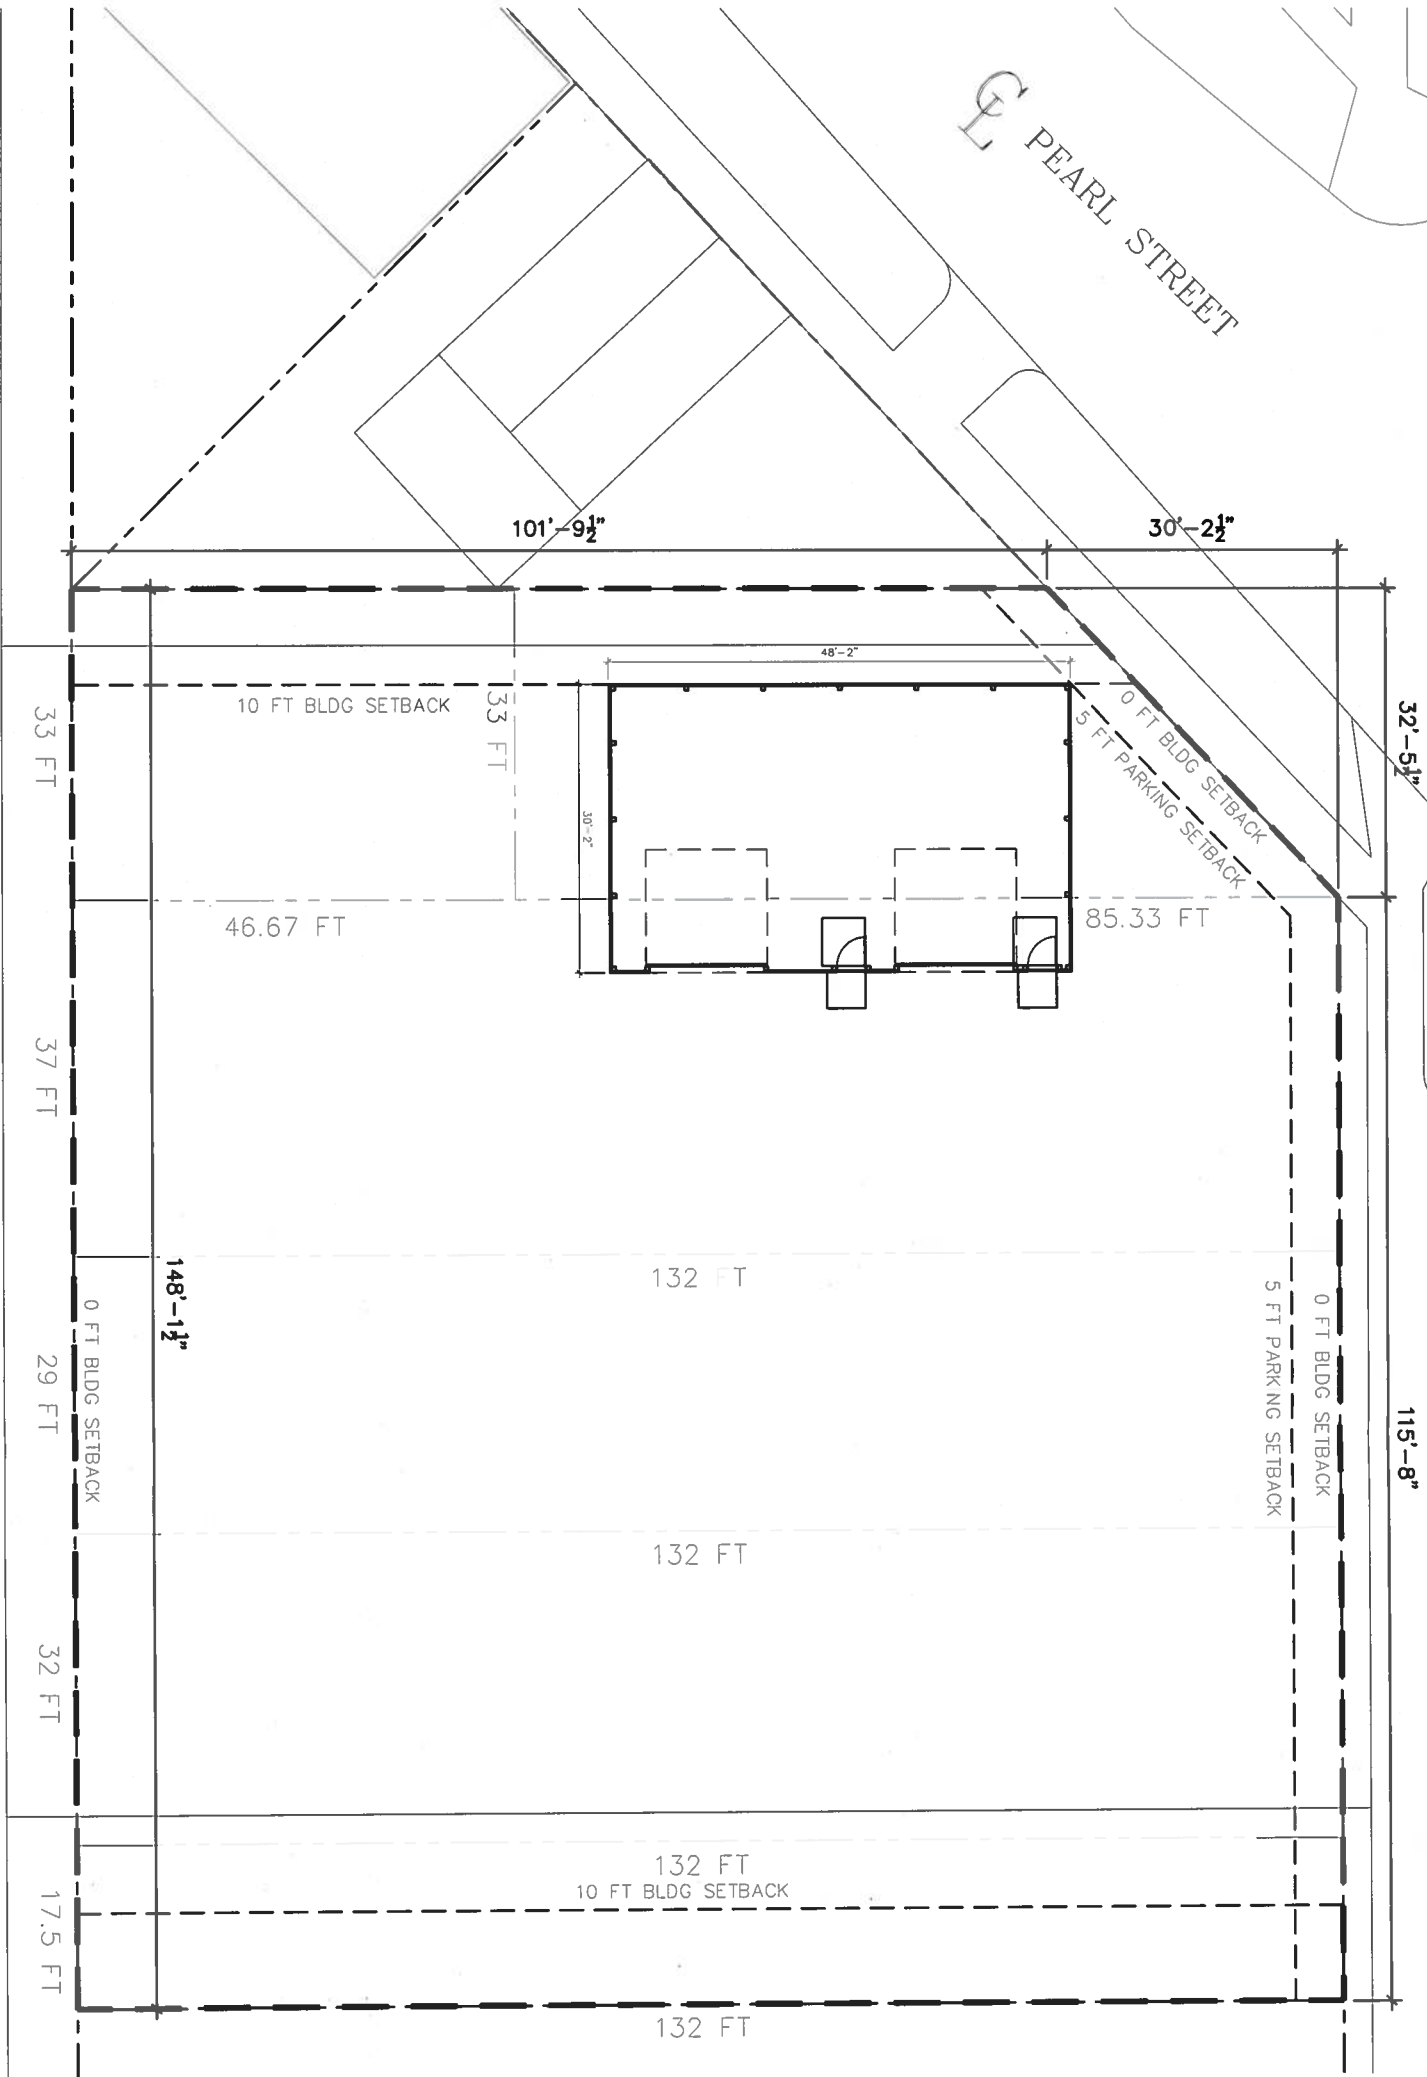 CL
PEARL STREET
101'-9½"
30'-2½"
32'-5½"
48'-2"
10 FT BLDG SETBACK
33 FT
33 FT
0 FT BLDG SETBACK
5 FT PARKING SETBACK
30'-2"
46.67 FT
85.33 FT
37 FT
132 FT
148'-1½"
0 FT BLDG SETBACK
29 FT
5 FT PARKING SETBACK
0 FT BLDG SETBACK
115'-8"
132 FT
32 FT
132 FT
10 FT BLDG SETBACK
17.5 FT
132 FT